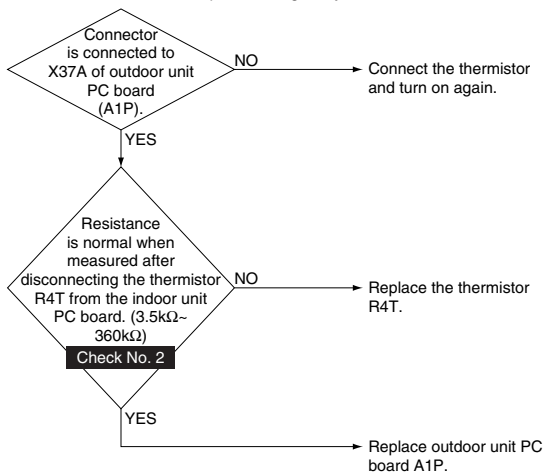 Connector
is connected to
X37A of outdoor unit
PC board
(A1P).
NO
Connect the thermistor
and turn on again.
YES
Resistance
is normal when
measured after
disconnecting the thermistor
R4T from the indoor unit
PC board. (3.5kΩ~
360kΩ)
Check No. 2
NO
Replace the thermistor
R4T.
YES
Replace outdoor unit PC
board A1P.